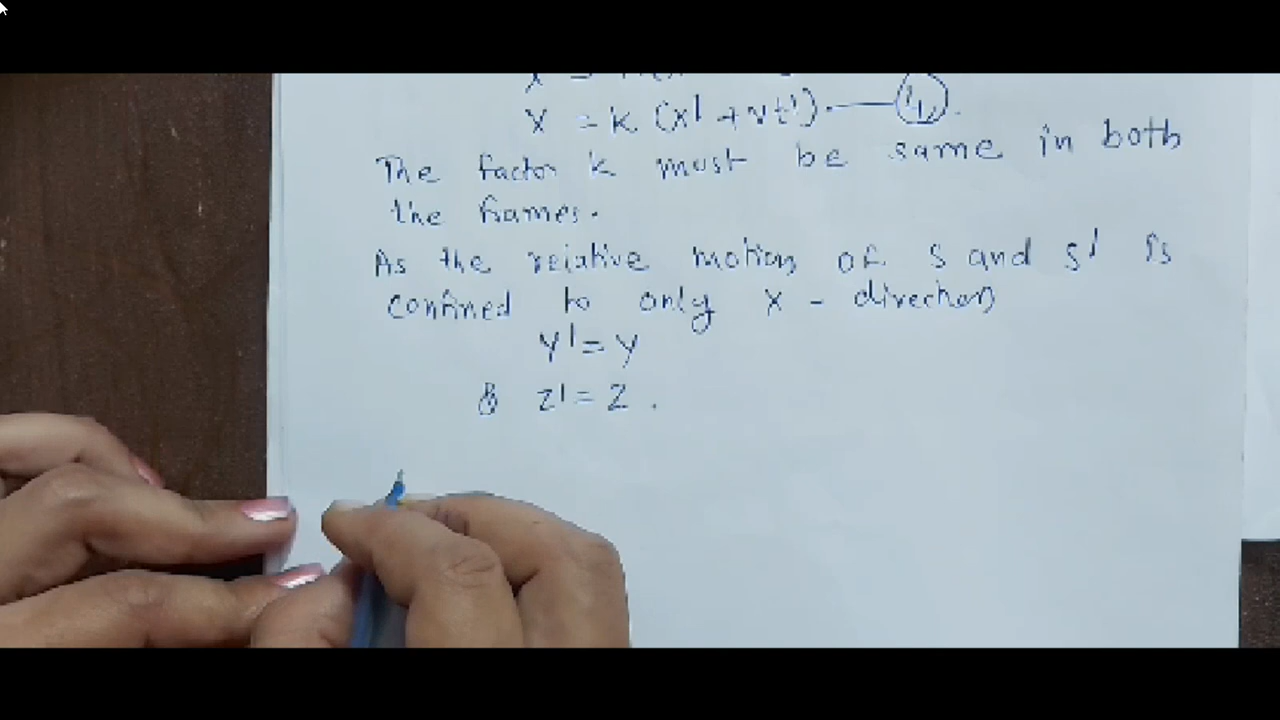 x = k (x' + vt') — 4
The factor k must be same in both
the frames.
As the relative motion of s and s' is
confined to only x - direction
y' = y
& z' = z .